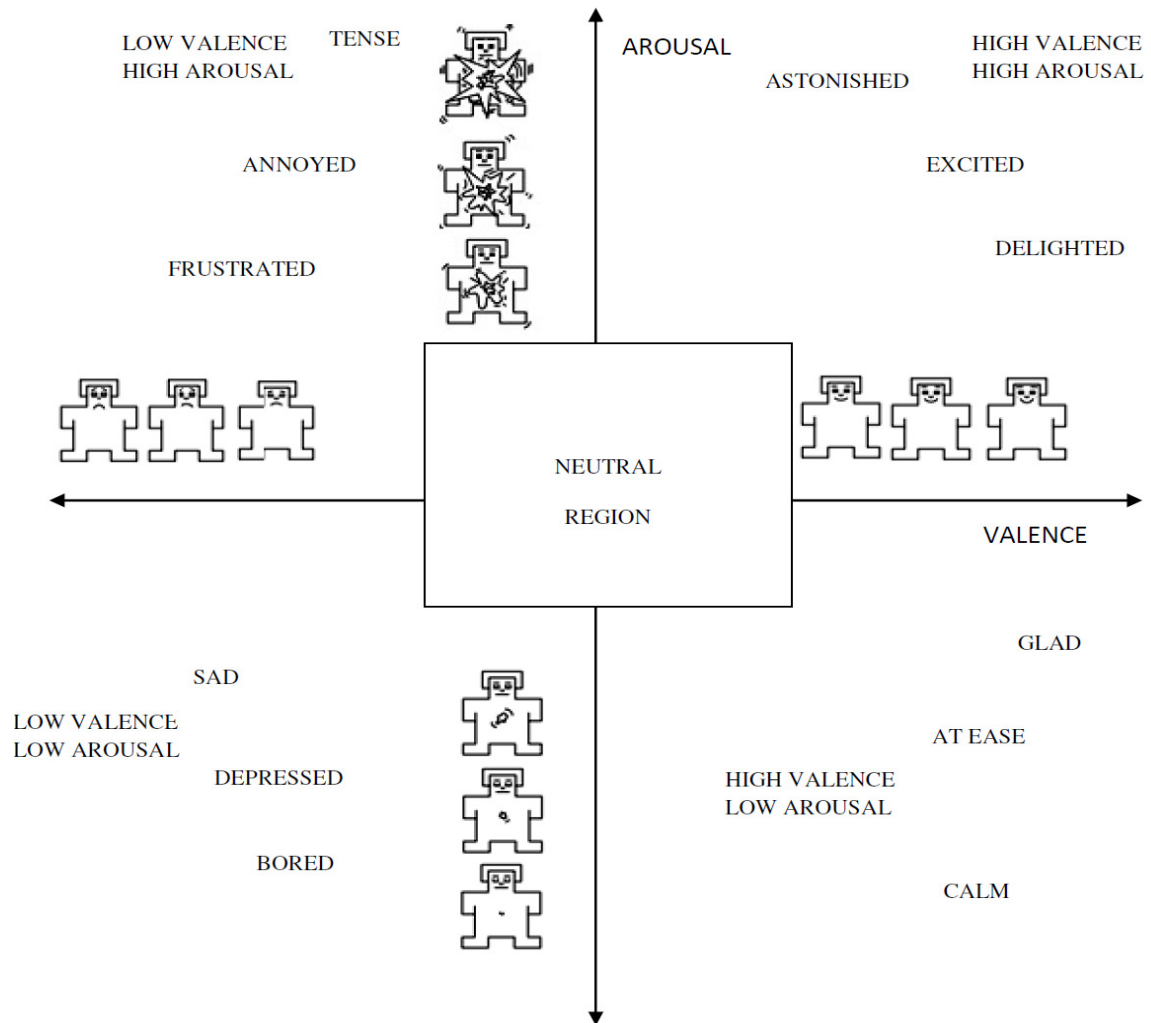 LOW VALENCE
HIGH AROUSAL
TENSE
AROUSAL
HIGH VALENCE
HIGH AROUSAL
ASTONISHED
ANNOYED
EXCITED
FRUSTRATED
DELIGHTED
NEUTRAL
REGION
VALENCE
GLAD
SAD
LOW VALENCE
LOW AROUSAL
AT EASE
DEPRESSED
HIGH VALENCE
LOW AROUSAL
BORED
CALM